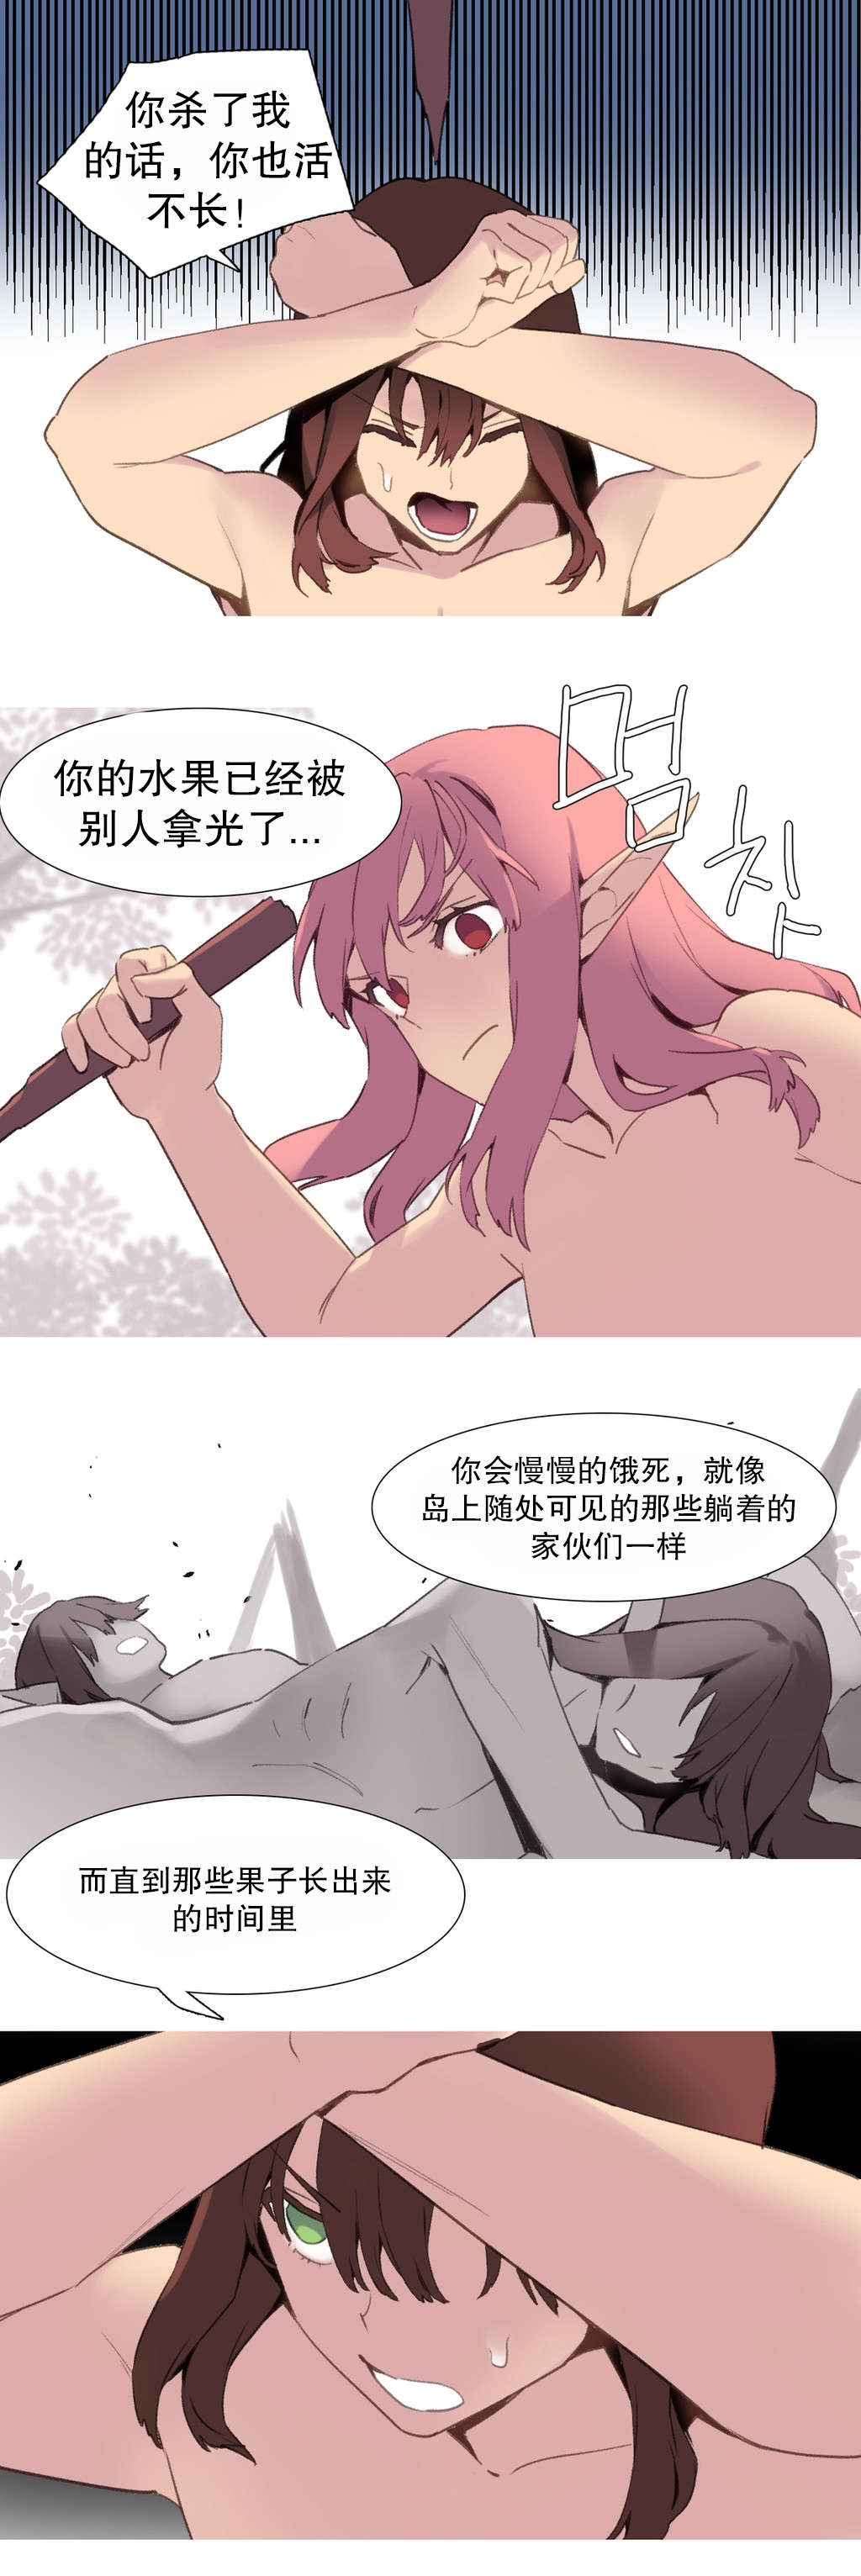 你杀了我
的话，你也活
不长！
你的水果已经被
别人拿光了...
멈칫
你会慢慢的饿死，就像
岛上随处可见的那些躺着的
家伙们一样
而直到那些果子长出来
的时间里